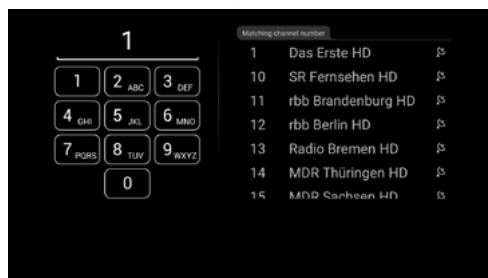 1
1
2 ABC
3 DEF
4 GHI
5 JKL
6 MNO
7 PQRS
8 TUV
9 WXYZ
0
Matching channel number
1 Das Erste HD
10 SR Fernsehen HD
11 rbb Brandenburg HD
12 rbb Berlin HD
13 Radio Bremen HD
14 MDR Thüringen HD
15 MDR Sachsen HD